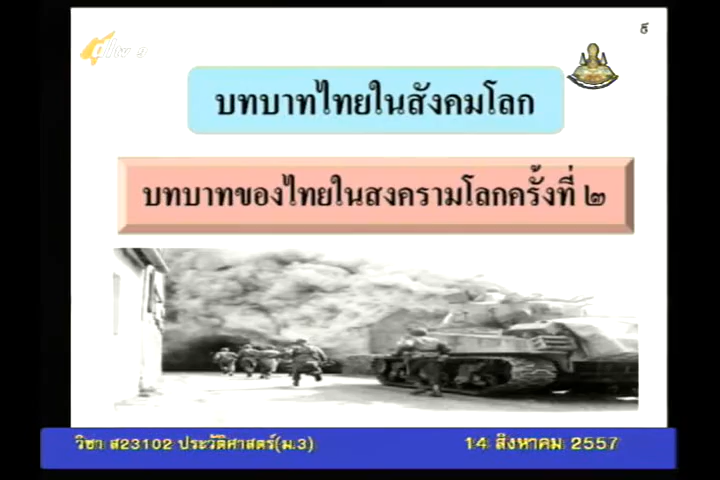 ๕
บทบาทไทยในสังคมโลก
บทบาทของไทยในสงครามโลกครั้งที่ ๒
วิชา ส23102 ประวัติศาสตร์(ม.3)
14 สิงหาคม 2557